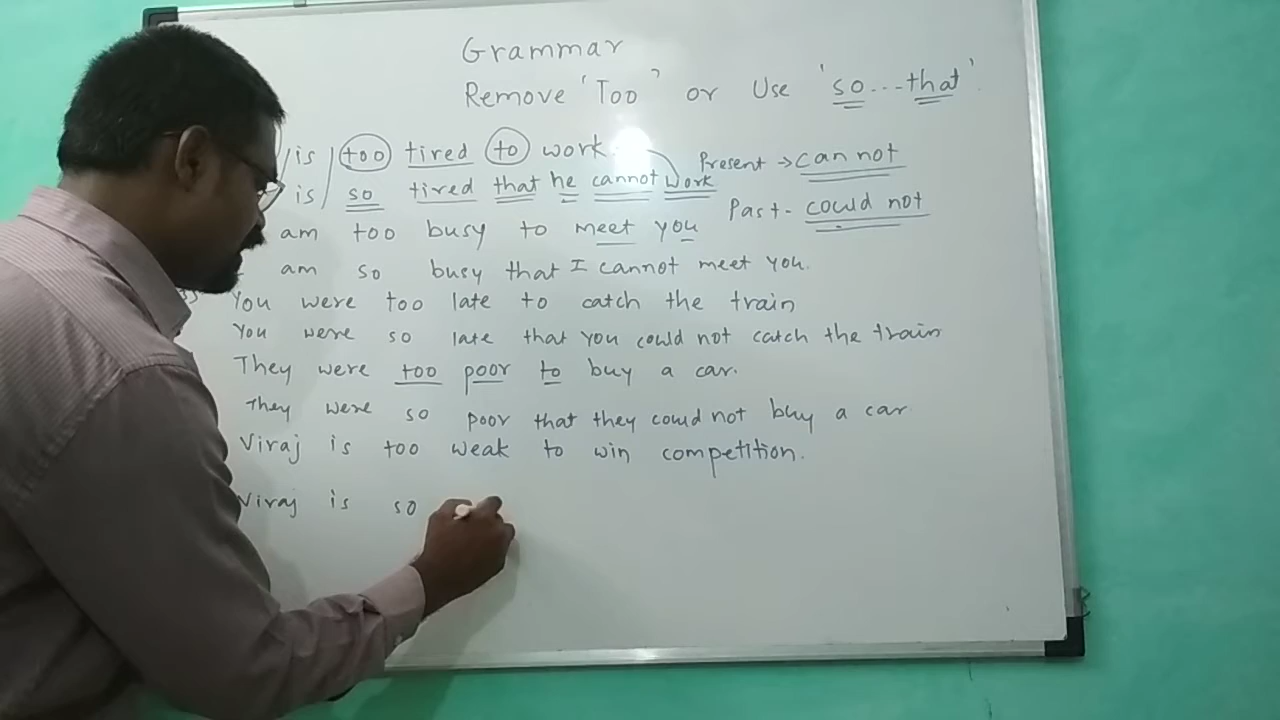 Grammar
Remove 'Too' or Use 'so...that'
is too tired to work.
is so tired that he cannot work
Present → cannot
Past - could not
am too busy to meet you
am so busy that I cannot meet you.
You were too late to catch the train
You were so late that you could not catch the train
They were too poor to buy a car.
They were so poor that they could not buy a car.
Viraj is too weak to win competition.
Viraj is so